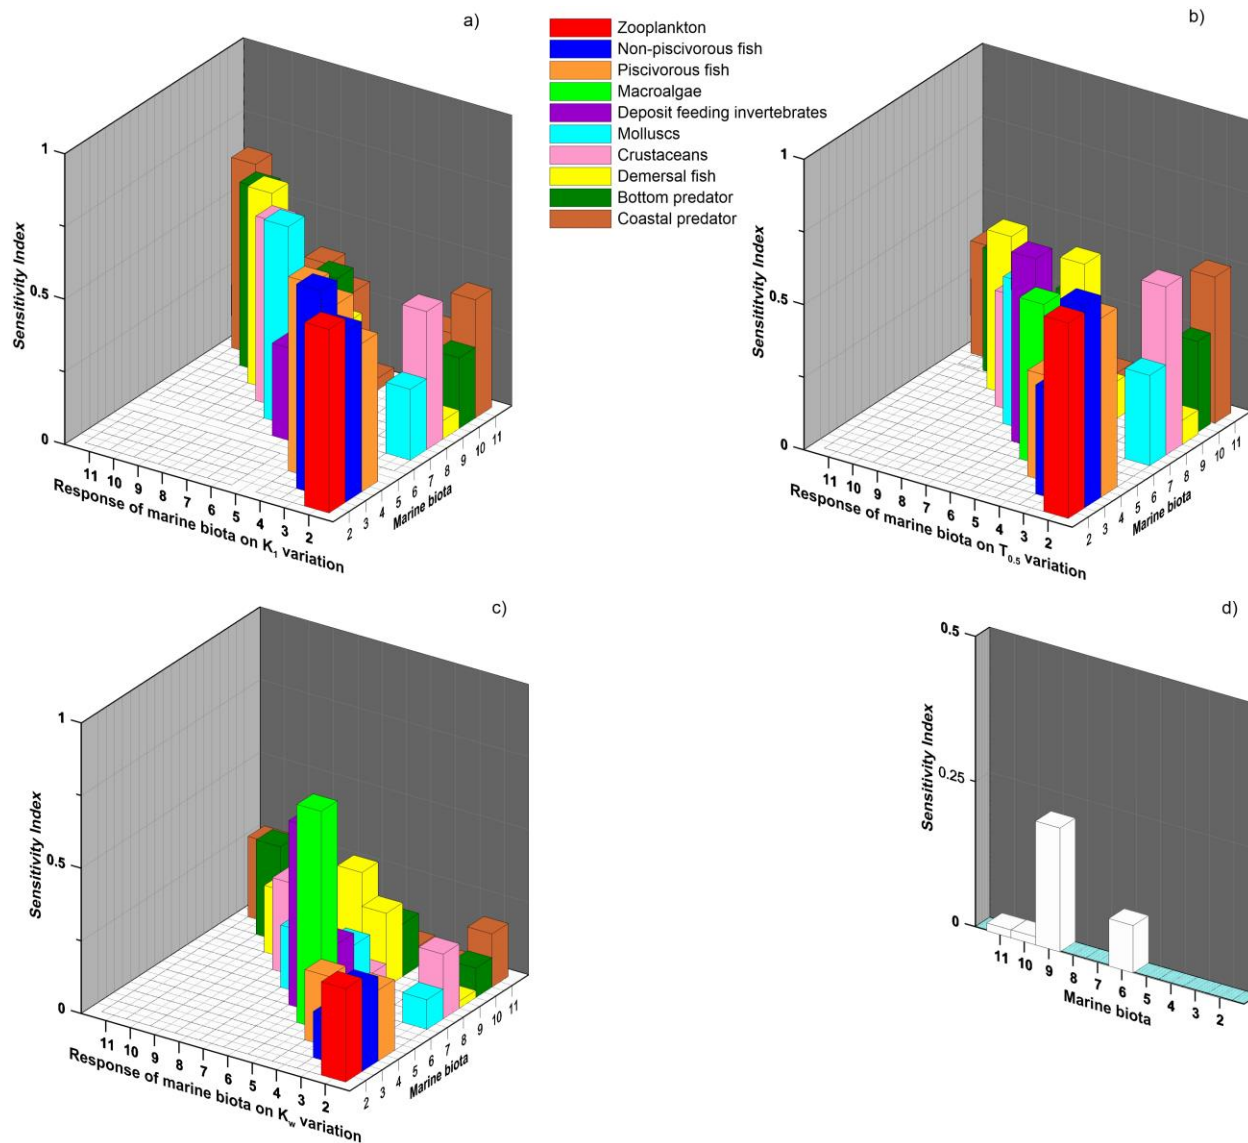 a)
Zooplankton
Non-piscivorous fish
Piscivorous fish
Macroalgae
Deposit feeding invertebrates
Molluscs
Crustaceans
Demersal fish
Bottom predator
Coastal predator
b)
1
0.5
0
Sensitivity Index
11 10 9 8 7 6 5 4 3 2
Response of marine biota on K₁ variation
2 3 4 5 6 7 8 9 10 11
Marine biota
1
0.5
0
Sensitivity Index
11 10 9 8 7 6 5 4 3 2
Response of marine biota on T₀.₅ variation
2 3 4 5 6 7 8 9 10 11
Marine biota
c)
1
0.5
0
Sensitivity Index
11 10 9 8 7 6 5 4 3 2
Response of marine biota on Kw variation
2 3 4 5 6 7 8 9 10 11
Marine biota
d)
0.5
0.25
0
Sensitivity Index
11 10 9 8 7 6 5 4 3 2
Marine biota